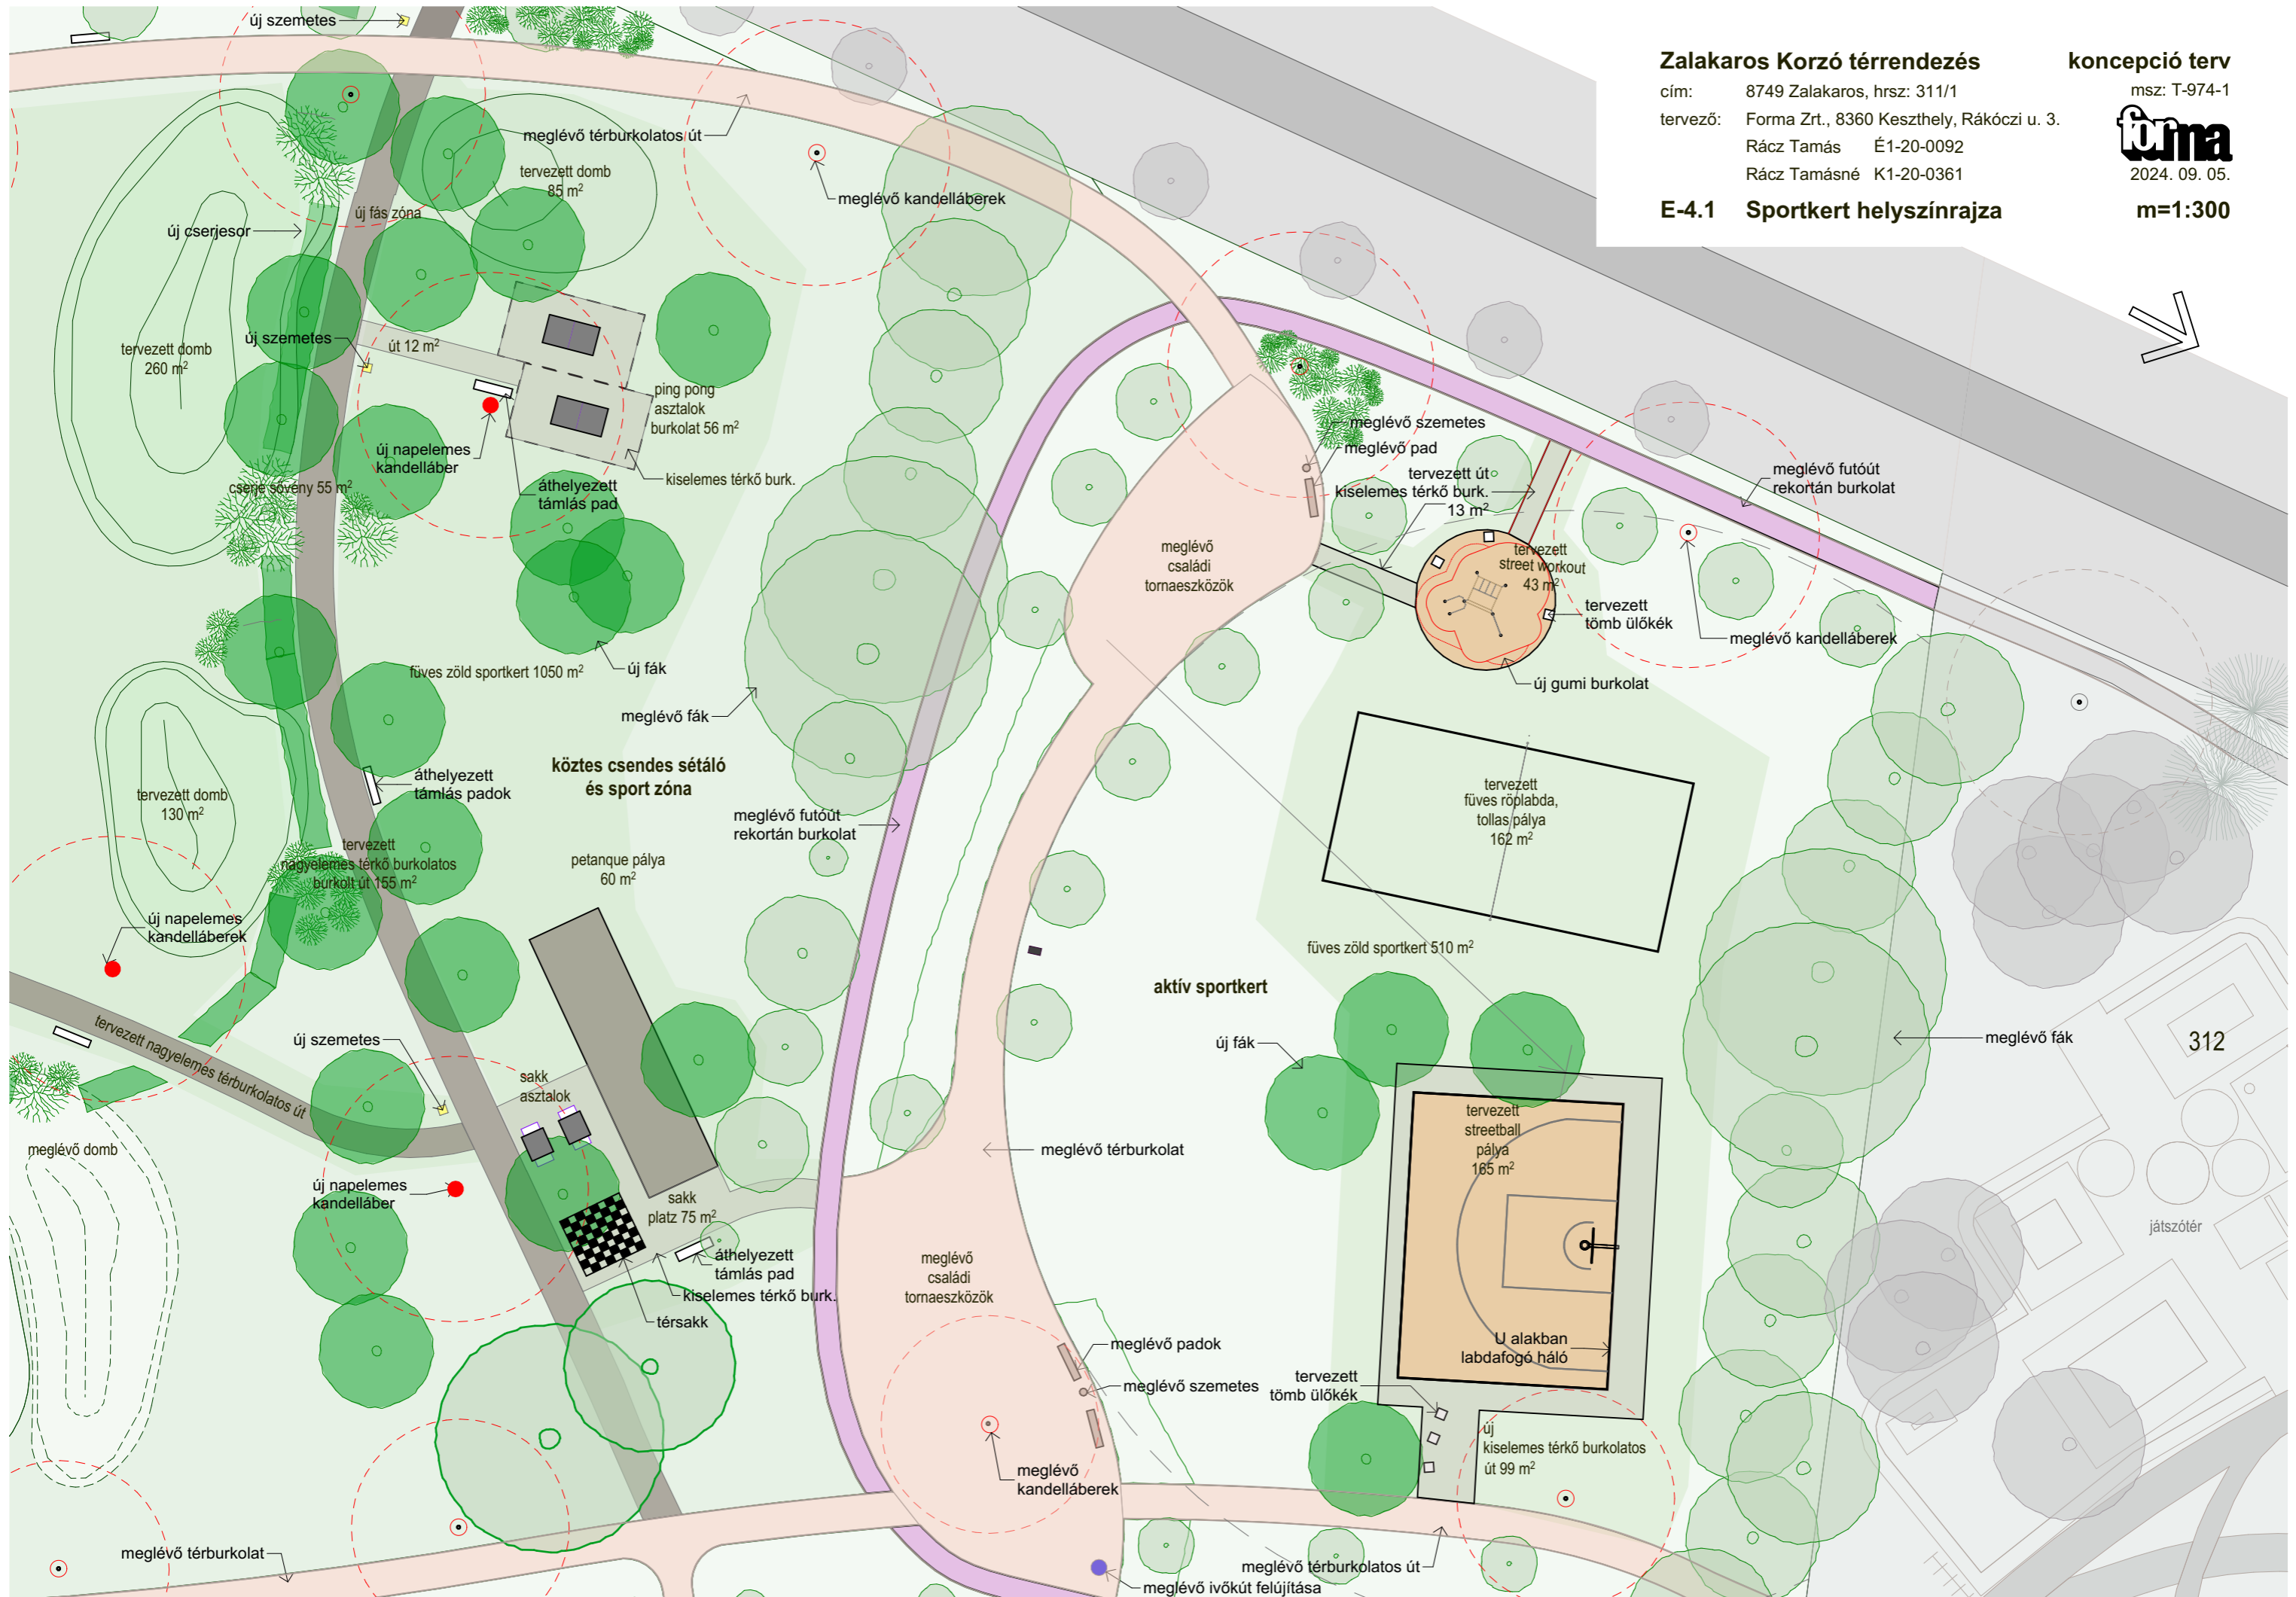 Zalakaros Korzó térrendezés
koncepció terv
cím: 8749 Zalakaros, hrsz: 311/1
msz: T-974-1
tervező: Forma Zrt., 8360 Keszthely, Rákóczi u. 3.
Rácz Tamás É1-20-0092
Rácz Tamásné K1-20-0361
forma
2024. 09. 05.
E-4.1 Sportkert helyszínrajza
m=1:300
új szemetes
meglévő térburkolatos út
tervezett domb
85 m²
meglévő kandelláberek
új fás zóna
új cserjesor
új szemetes
út 12 m²
tervezett domb
260 m²
ping pong
asztalok
burkolat 56 m²
új napelemes
kandelláber
kiselemes térkő burk.
áthelyezett
támlás pad
cserje sövény 55 m²
meglévő szemetes
meglévő pad
tervezett út
kiselemes térkő burk.
13 m²
meglévő futóút
rekortán burkolat
meglévő
családi
tornaeszközök
tervezett
street workout
43 m²
tervezett
tömb ülőkék
meglévő kandelláberek
új gumi burkolat
füves zöld sportkert 1050 m²
új fák
meglévő fák
köztes csendes sétáló
és sport zóna
áthelyezett
támlás padok
tervezett domb
130 m²
meglévő futóút
rekortán burkolat
tervezett
nagyelemes térkő burkolatos
burkolt út 155 m²
petanque pálya
60 m²
tervezett
füves röplabda,
tollas pálya
162 m²
új napelemes
kandelláberek
füves zöld sportkert 510 m²
aktív sportkert
tervezett nagyelemes térburkolatos út
új szemetes
új fák
meglévő fák
312
sakk
asztalok
meglévő domb
tervezett
streetball
pálya
165 m²
meglévő térburkolat
új napelemes
kandelláber
sakk
platz 75 m²
játszótér
áthelyezett
támlás pad
kiselemes térkő burk.
térsakk
meglévő
családi
tornaeszközök
meglévő padok
meglévő szemetes
U alakban
labdafogó háló
tervezett
tömb ülőkék
új
kiselemes térkő burkolatos
út 99 m²
meglévő
kandelláberek
meglévő térburkolat
meglévő térburkolatos út
meglévő ivókút felújítása